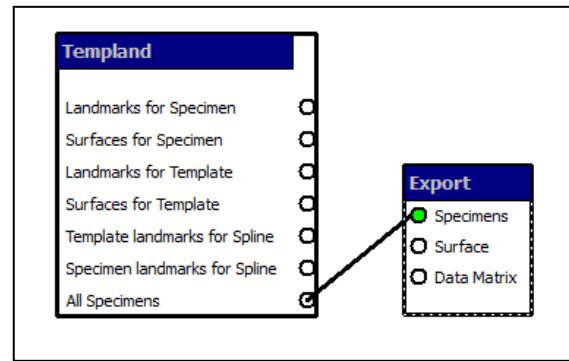 Templand
Landmarks for Specimen
Surfaces for Specimen
Landmarks for Template
Surfaces for Template
Template landmarks for Spline
Specimen landmarks for Spline
All Specimens
Export
Specimens
Surface
Data Matrix